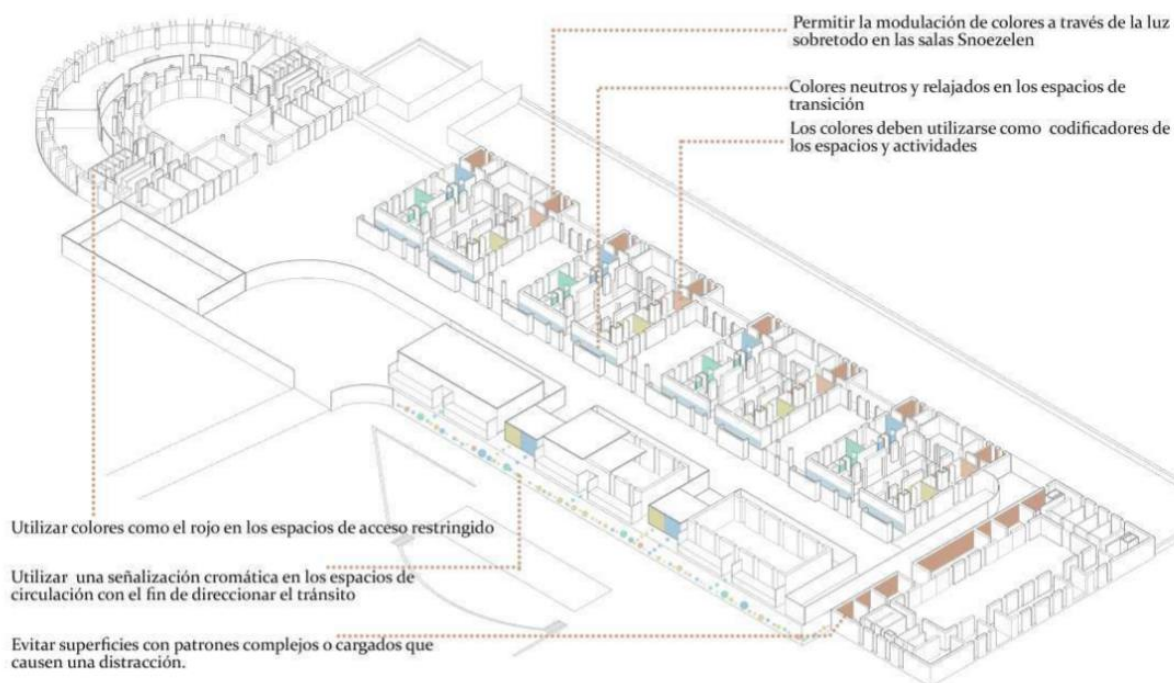 Permitir la modulación de colores a través de la luz
sobretodo en las salas Snoezelen
Colores neutros y relajados en los espacios de
transición
Los colores deben utilizarse como codificadores de
los espacios y actividades
Utilizar colores como el rojo en los espacios de acceso restringido
Utilizar una señalización cromática en los espacios de
circulación con el fin de direccionar el tránsito
Evitar superficies con patrones complejos o cargados que
causen una distracción.